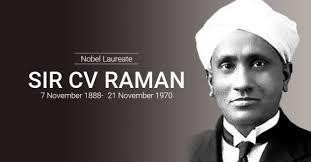 Nobel Laureate
SIR CV RAMAN
7 November 1888- 21 November 1970